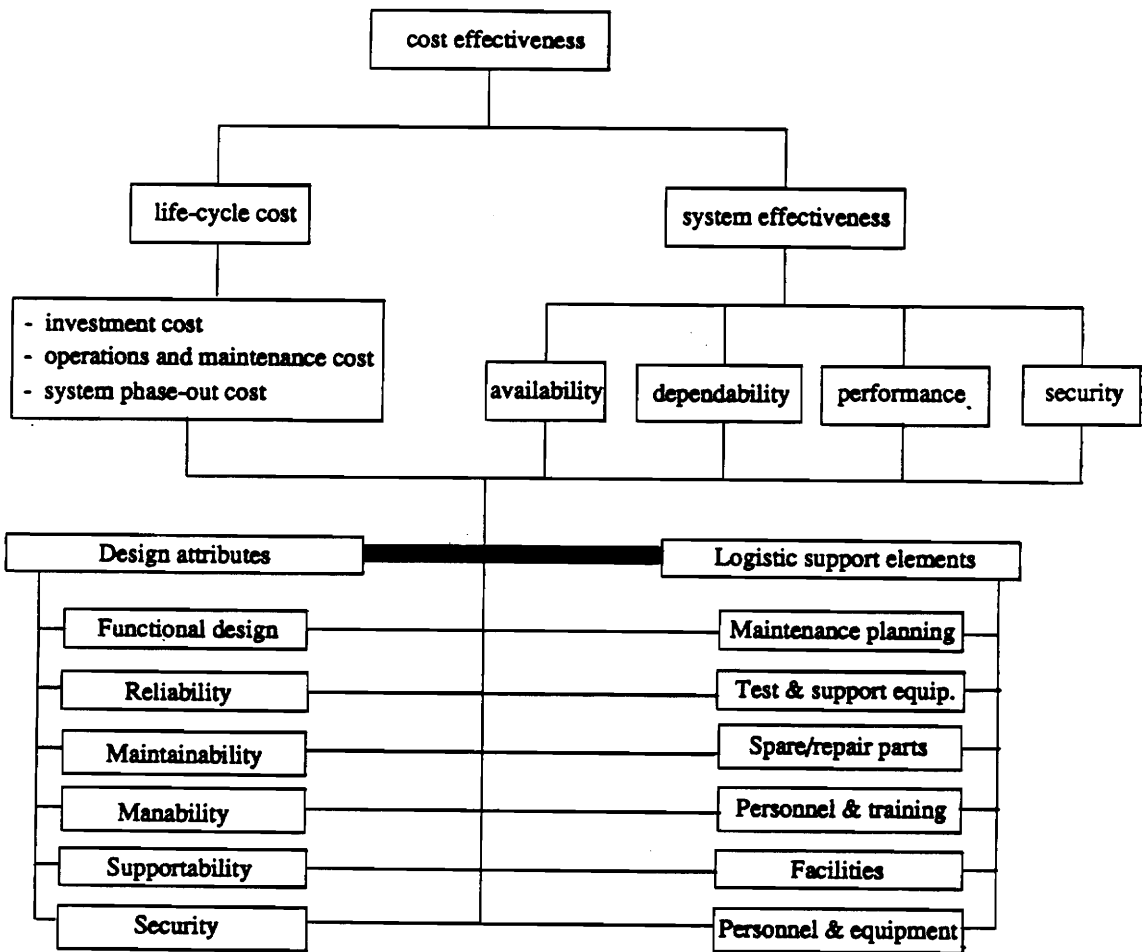 cost effectiveness
life-cycle cost
system effectiveness
- investment cost
- operations and maintenance cost
- system phase-out cost
availability
dependability
performance
security
Design attributes
Logistic support elements
Functional design
Maintenance planning
Reliability
Test & support equip.
Maintainability
Spare/repair parts
Manability
Personnel & training
Supportability
Facilities
Security
Personnel & equipment